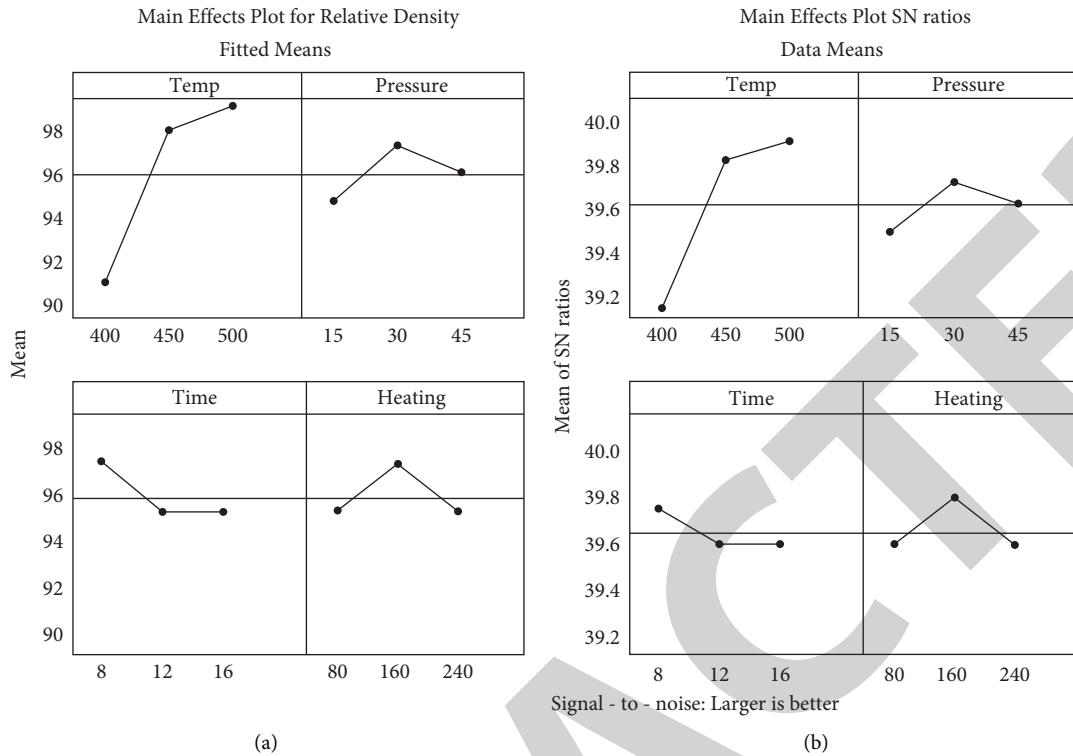 Main Effects Plot for Relative Density
Fitted Means
Temp Pressure
98
96
94
92
90
400 450 500 15 30 45
Mean
Time Heating
98
96
94
92
90
8 12 16 80 160 240
(a)
Main Effects Plot SN ratios
Data Means
Temp Pressure
40.0
39.8
39.6
39.4
39.2
400 450 500 15 30 45
Mean of SN ratios
Time Heating
40.0
39.8
39.6
39.4
39.2
8 12 16 80 160 240
Signal - to - noise: Larger is better
(b)